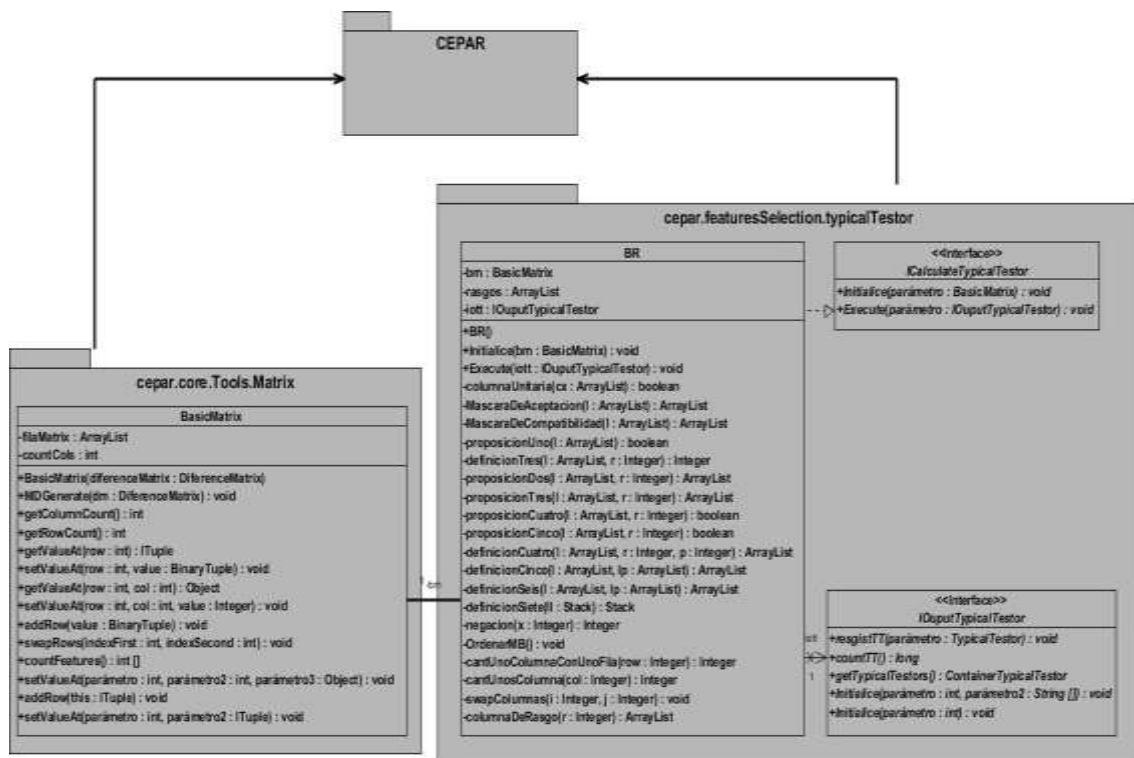 CEPAR
cepar.featuresSelection.typicalTestor
BR
-bm : BasicMatrix
-rasgos : ArrayList
-iott : IOuputTypicalTestor
+BR()
+Initialice(bm : BasicMatrix) : void
+Execute(iott : IOuputTypicalTestor) : void
-columnaUnitaria(cx : ArrayList) : boolean
-MascaraDeAceptacion(l : ArrayList) : ArrayList
-MascaraDeCompatibilidad(l : ArrayList) : ArrayList
-proposicionUno(l : ArrayList) : boolean
-definicionTres(l : ArrayList, r : Integer) : Integer
-proposicionDos(l : ArrayList, r : Integer) : ArrayList
-proposicionTres(l : ArrayList, r : Integer) : ArrayList
-proposicionCuatro(l : ArrayList, r : Integer) : boolean
-proposicionCinco(l : ArrayList, r : Integer) : boolean
-definicionCuatro(l : ArrayList, r : Integer, p : Integer) : ArrayList
-definicionCinco(l : ArrayList, lp : ArrayList) : ArrayList
-definicionSeis(l : ArrayList, lp : ArrayList) : ArrayList
-definicionSiete(ll : Stack) : Stack
-negacion(x : Integer) : Integer
-OrdenarMB() : void
-cantUnoColumnaConUnoFila(row : Integer) : Integer
-cantUnosColumna(col : Integer) : Integer
-swapColumnas(i : Integer, j : Integer) : void
-columnaDeRasgo(r : Integer) : ArrayList
<<Interface>>
ICalculateTypicalTestor
+Initialice(parámetro : BasicMatrix) : void
+Execute(parámetro : IOuputTypicalTestor) : void
cepar.core.Tools.Matrix
BasicMatrix
-filaMatrix : ArrayList
-countCols : int
+BasicMatrix(diferenceMatrix : DiferenceMatrix)
+MDGenerate(dm : DiferenceMatrix) : void
+getColumnCount() : int
+getRowCount() : int
+getValueAt(row : int) : ITuple
+setValueAt(row : int, value : BinaryTuple) : void
+getValueAt(row : int, col : int) : Object
+setValueAt(row : int, col : int, value : Integer) : void
+addRow(value : BinaryTuple) : void
+swapRows(indexFirst : int, indexSecond : int) : void
+countFeatures() : int []
+setValueAt(parámetro : int, parámetro2 : int, parámetro3 : Object) : void
+addRow(this : ITuple) : void
+setValueAt(parámetro : int, parámetro2 : ITuple) : void
1
-bm
<<Interface>>
IOuputTypicalTestor
+resgistTT(parámetro : TypicalTestor) : void
+countTT() : long
1
+getTypicalTestors() : ContainerTypicalTestor
+Initialice(parámetro : int, parámetro2 : String []) : void
+Initialice(parámetro : int) : void